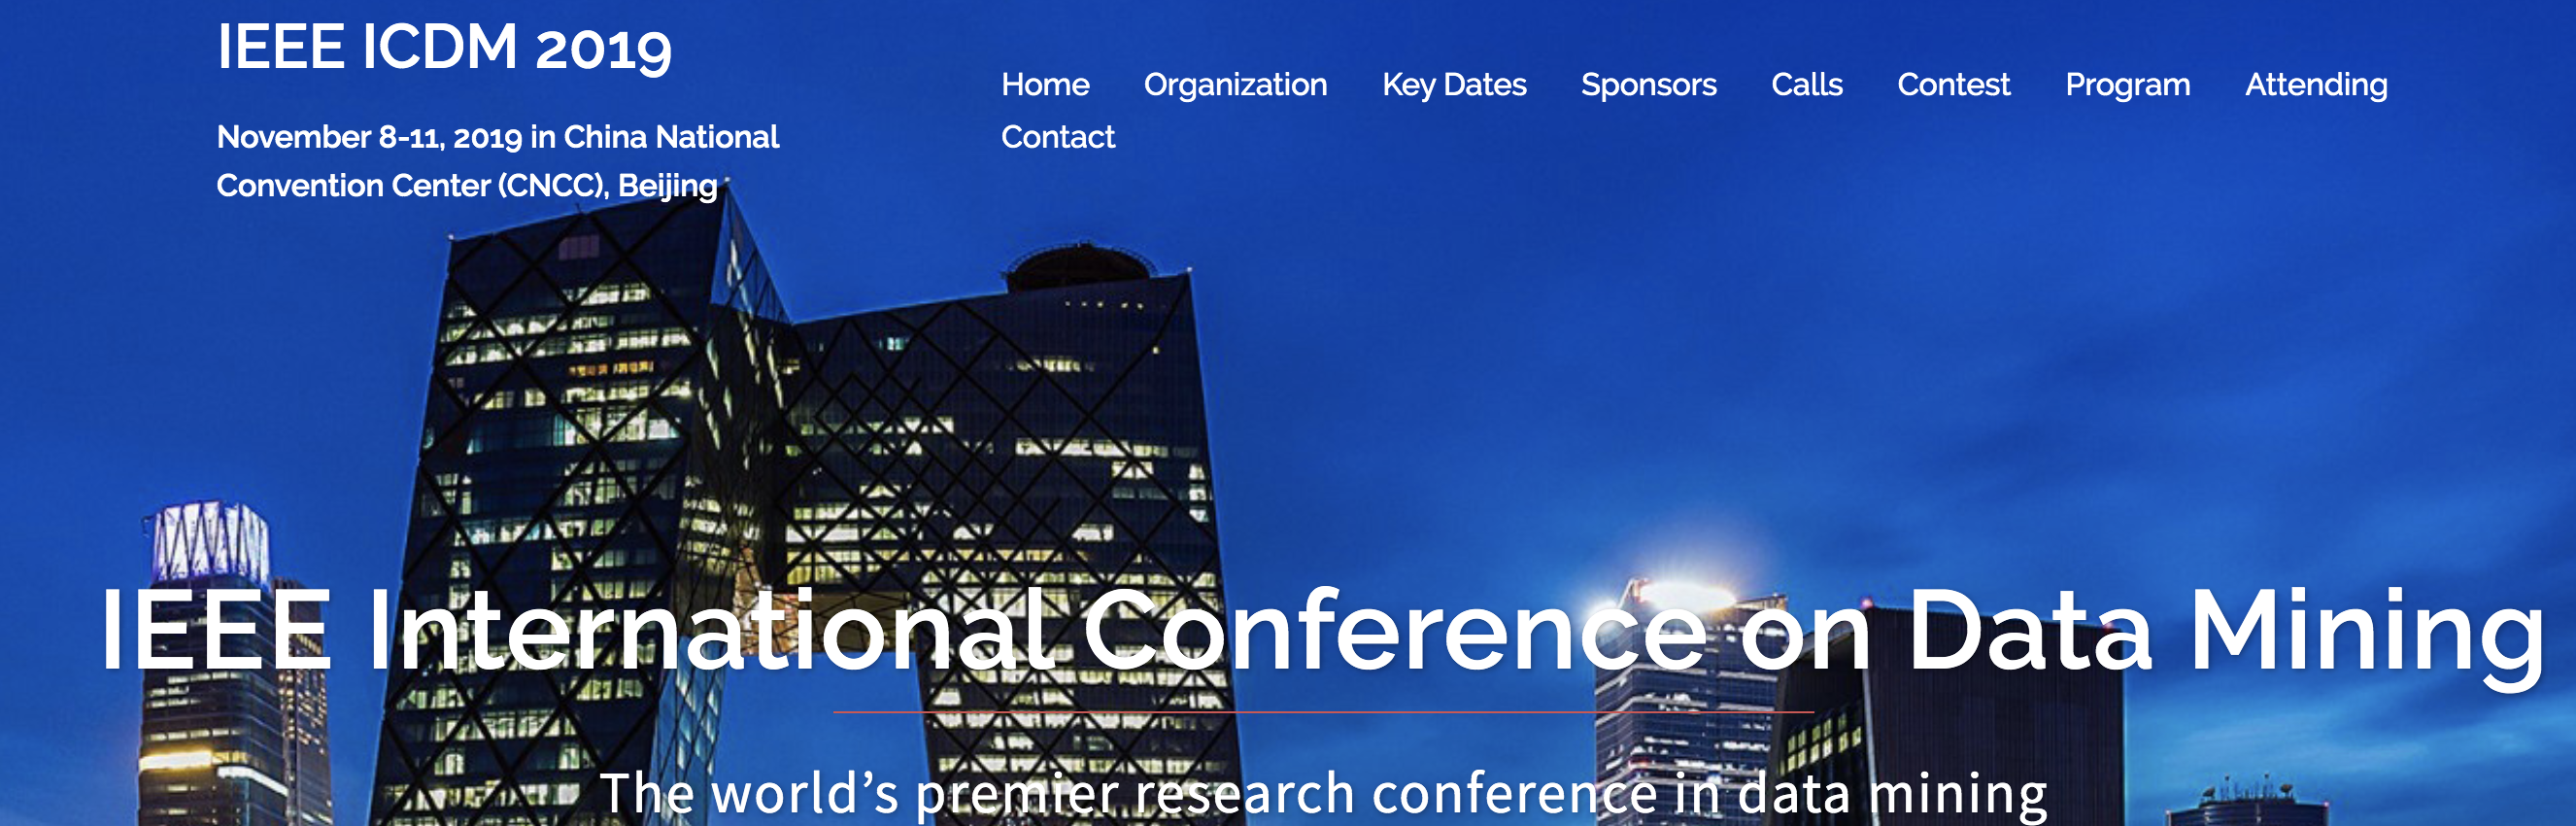 IEEE ICDM 2019
November 8-11, 2019 in China National
Convention Center (CNCC), Beijing
Home Organization Key Dates Sponsors Calls Contest Program Attending
Contact
IEEE International Conference on Data Mining
The world’s premier research conference in data mining